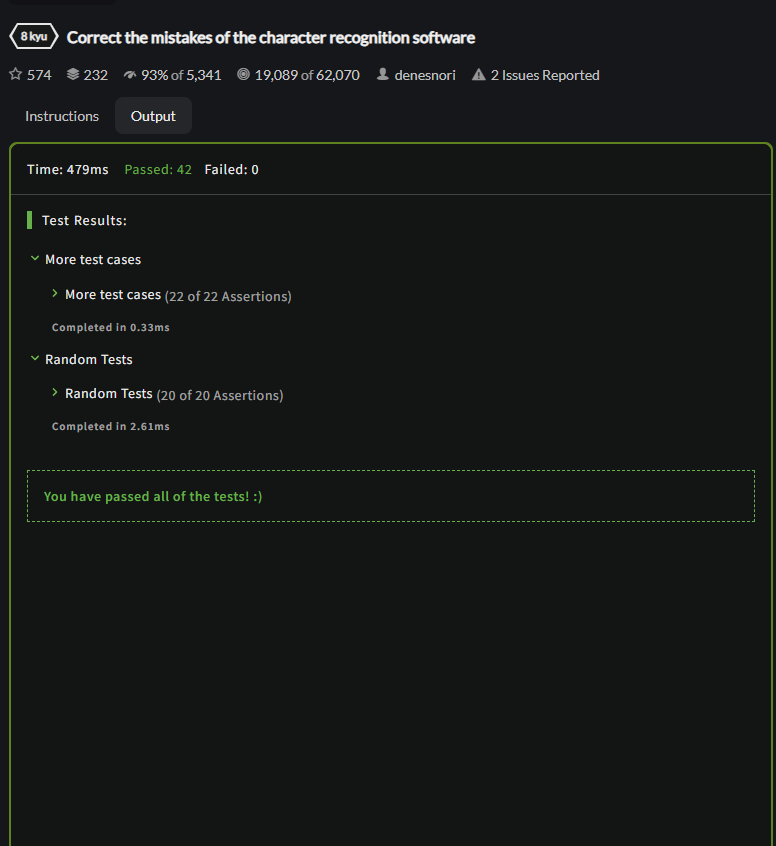 8 kyu Correct the mistakes of the character recognition software
574 232 93% of 5,341 19,089 of 62,070 denesnori 2 Issues Reported
Instructions Output
Time: 479ms Passed: 42 Failed: 0
Test Results:
More test cases
More test cases (22 of 22 Assertions)
Completed in 0.33ms
Random Tests
Random Tests (20 of 20 Assertions)
Completed in 2.61ms
You have passed all of the tests! :)